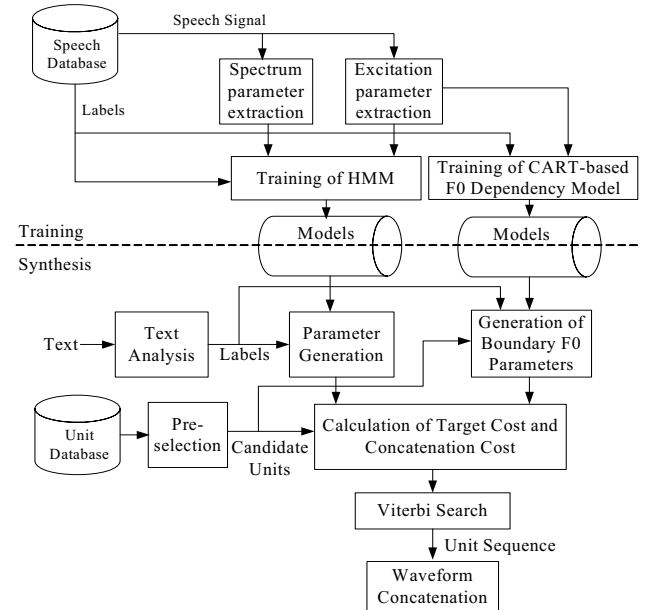 Speech Signal
Speech
Database
Spectrum
parameter
extraction
Excitation
parameter
extraction
Labels
Training of HMM
Training of CART-based
F0 Dependency Model
Training
Models
Models
Synthesis
Text
Text
Analysis
Labels
Parameter
Generation
Generation of
Boundary F0
Parameters
Unit
Database
Pre-
selection
Candidate
Units
Calculation of Target Cost and
Concatenation Cost
Viterbi Search
Unit Sequence
Waveform
Concatenation